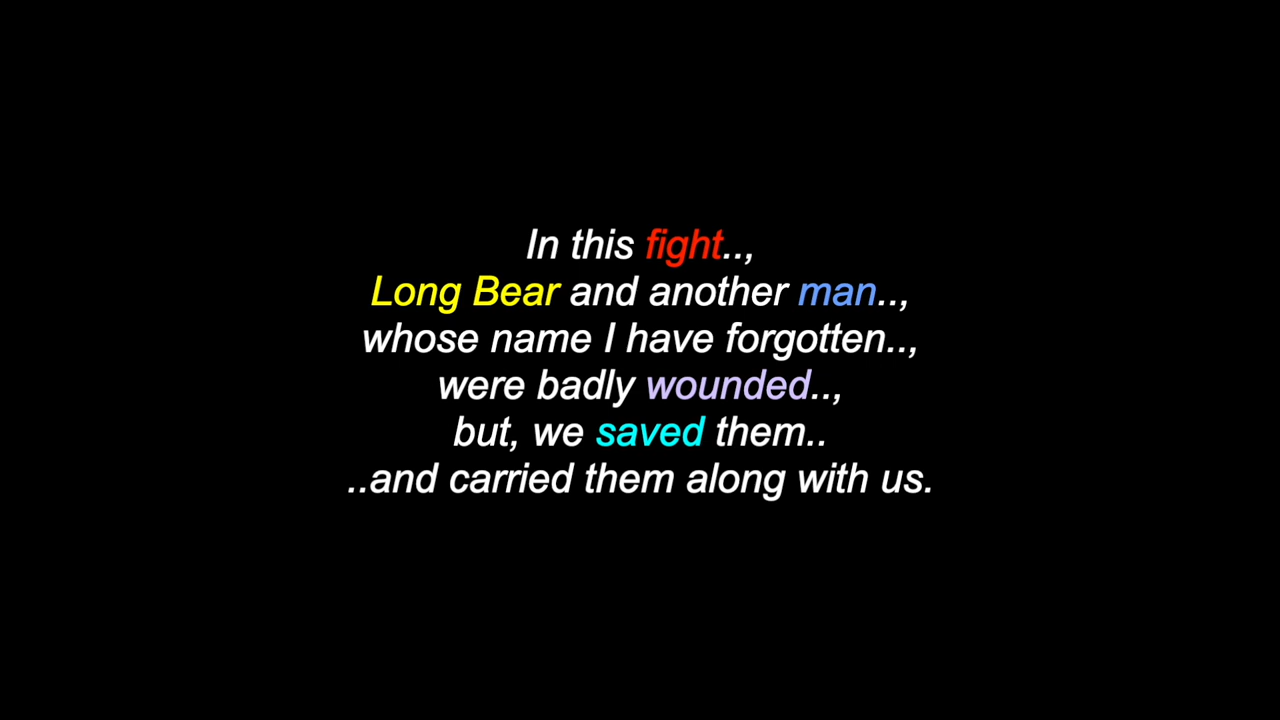 In this fight..,
Long Bear and another man..,
whose name I have forgotten..,
were badly wounded..,
but, we saved them..
..and carried them along with us.